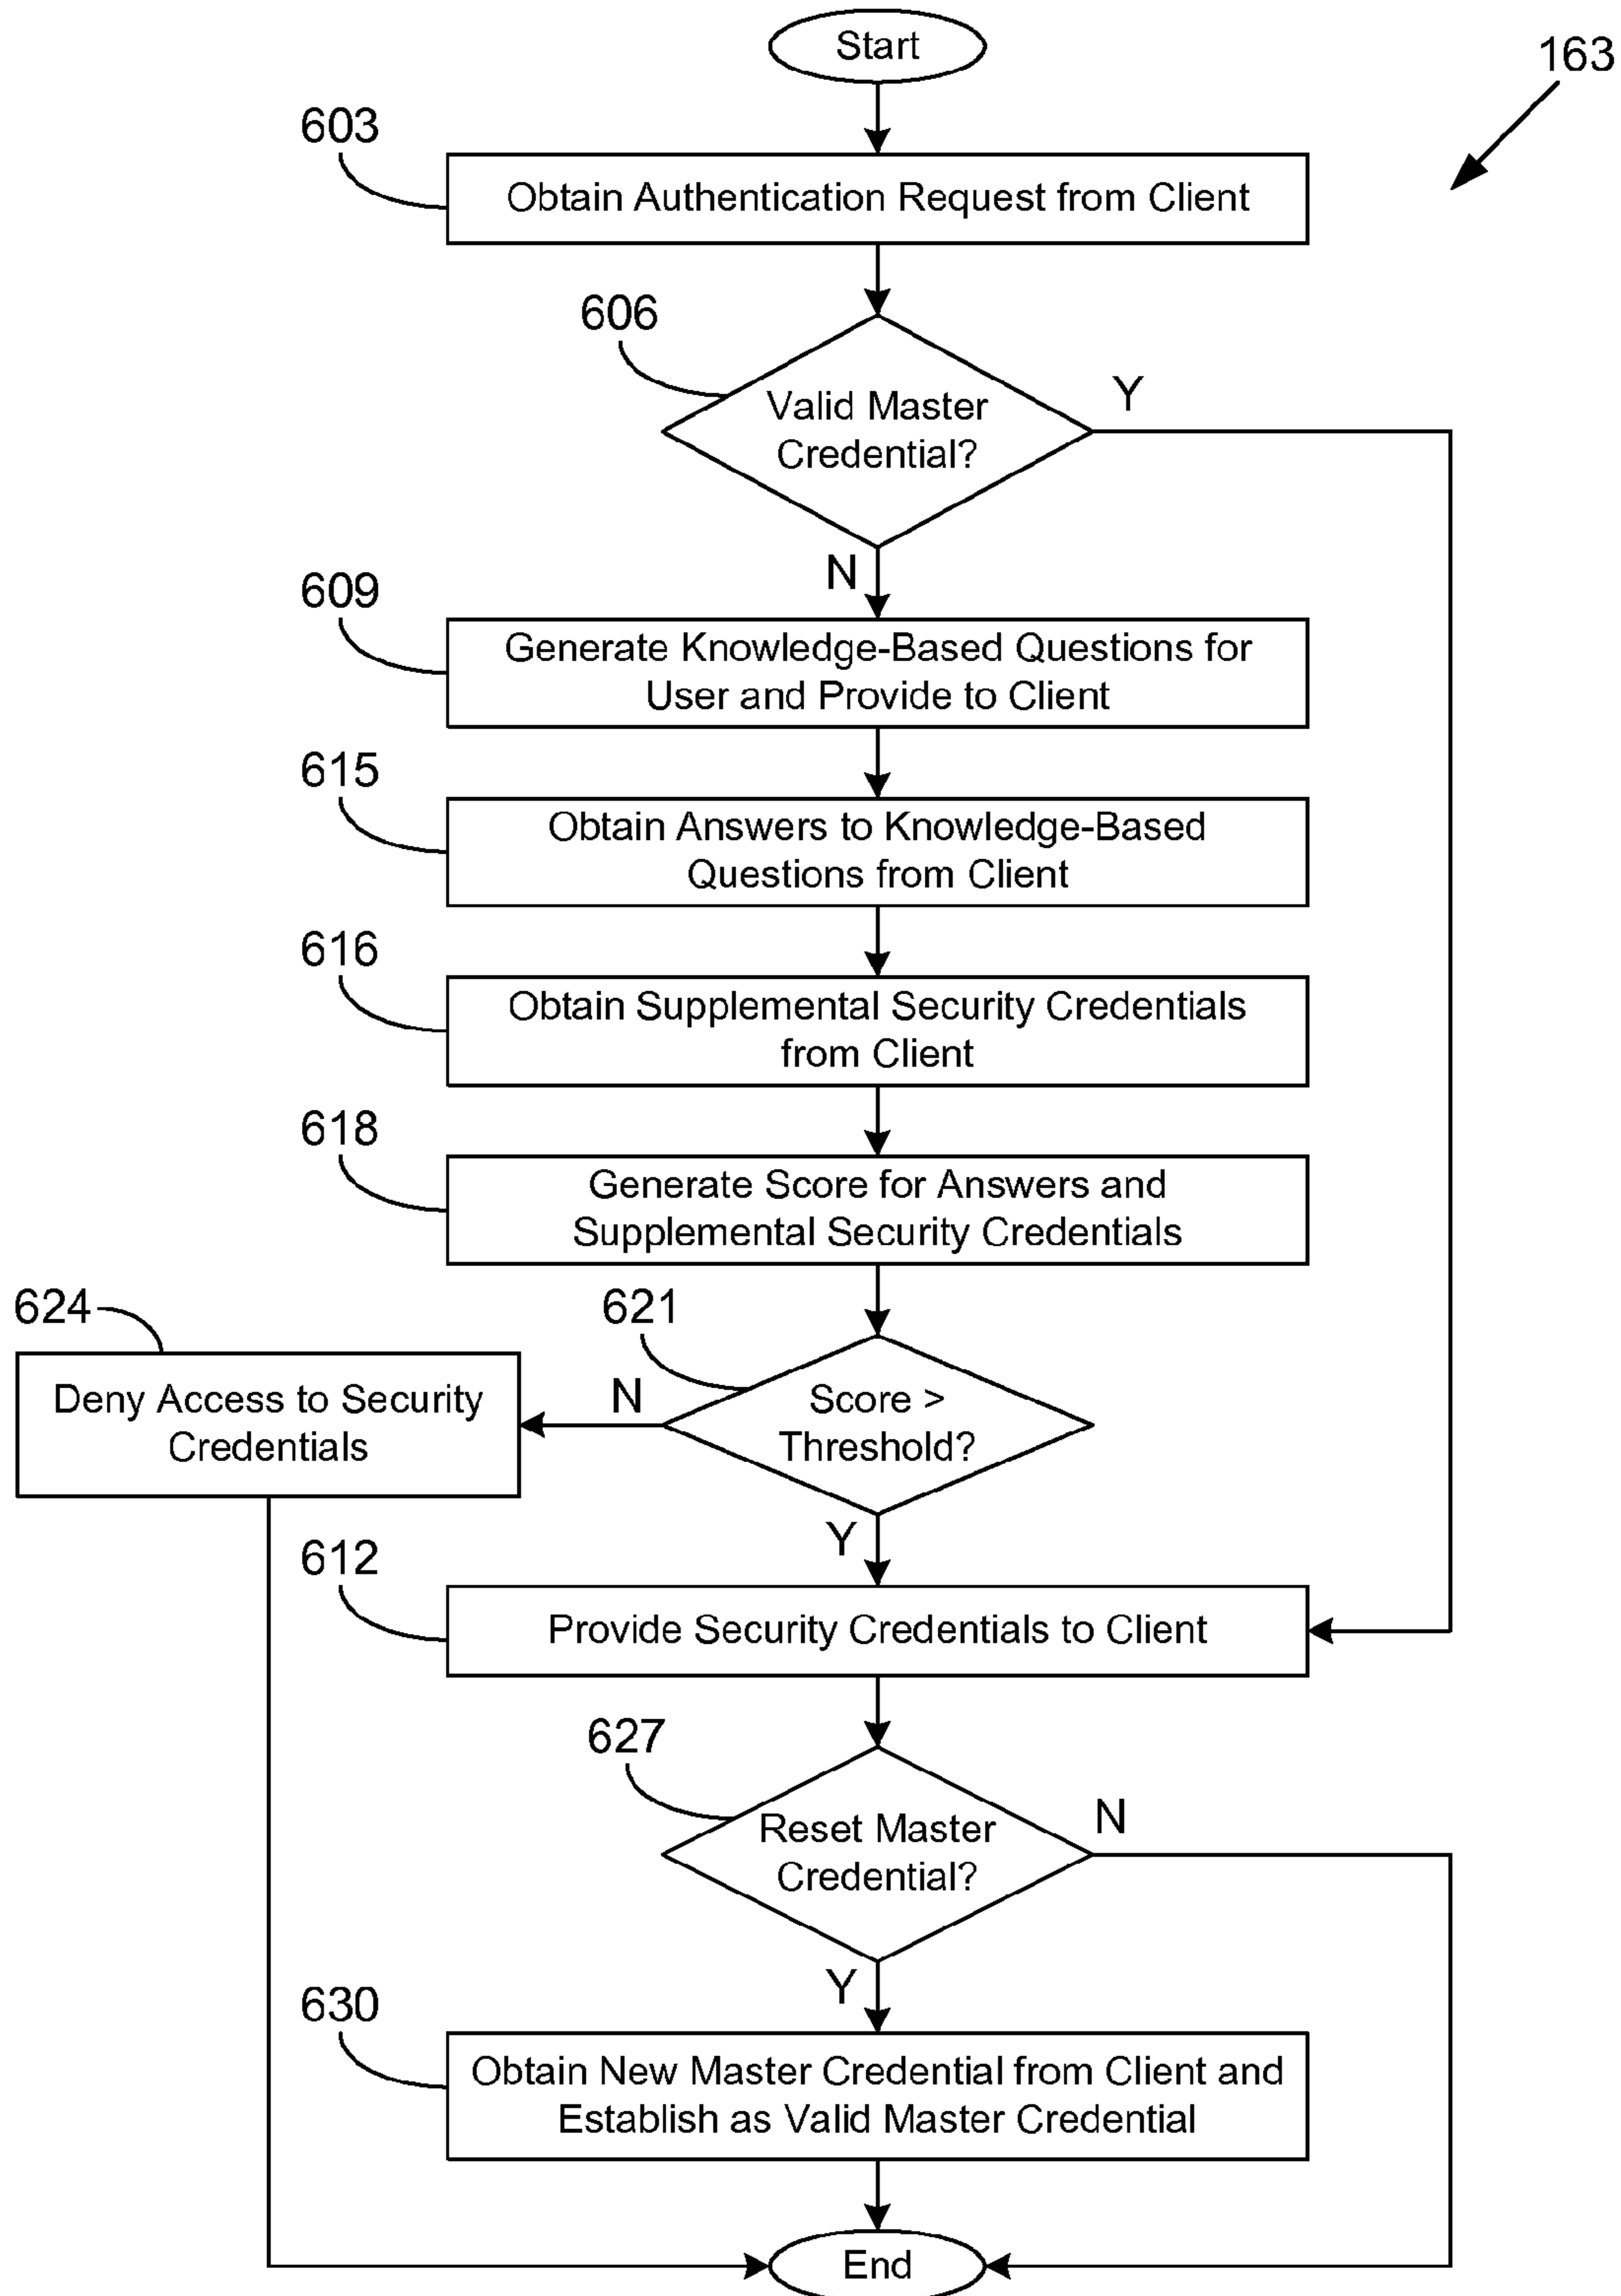 Start
163
603
Obtain Authentication Request from Client
606
Valid Master
Credential?
Y
N
609
Generate Knowledge-Based Questions for
User and Provide to Client
615
Obtain Answers to Knowledge-Based
Questions from Client
616
Obtain Supplemental Security Credentials
from Client
618
Generate Score for Answers and
Supplemental Security Credentials
624
621
Deny Access to Security
Credentials
N
Score >
Threshold?
Y
612
Provide Security Credentials to Client
627
Reset Master
Credential?
N
Y
630
Obtain New Master Credential from Client and
Establish as Valid Master Credential
End